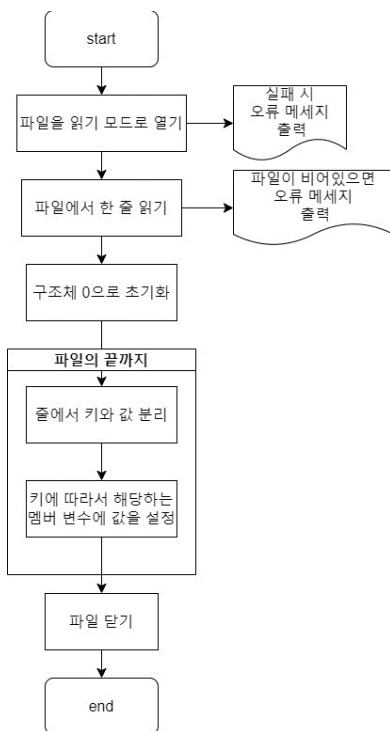 start
파일을 읽기 모드로 열기
실패 시
오류 메세지
출력
파일에서 한 줄 읽기
파일이 비어있으면
오류 메세지
출력
구조체 0으로 초기화
파일의 끝까지
줄에서 키와 값 분리
키에 따라서 해당하는
멤버 변수에 값을 설정
파일 닫기
end